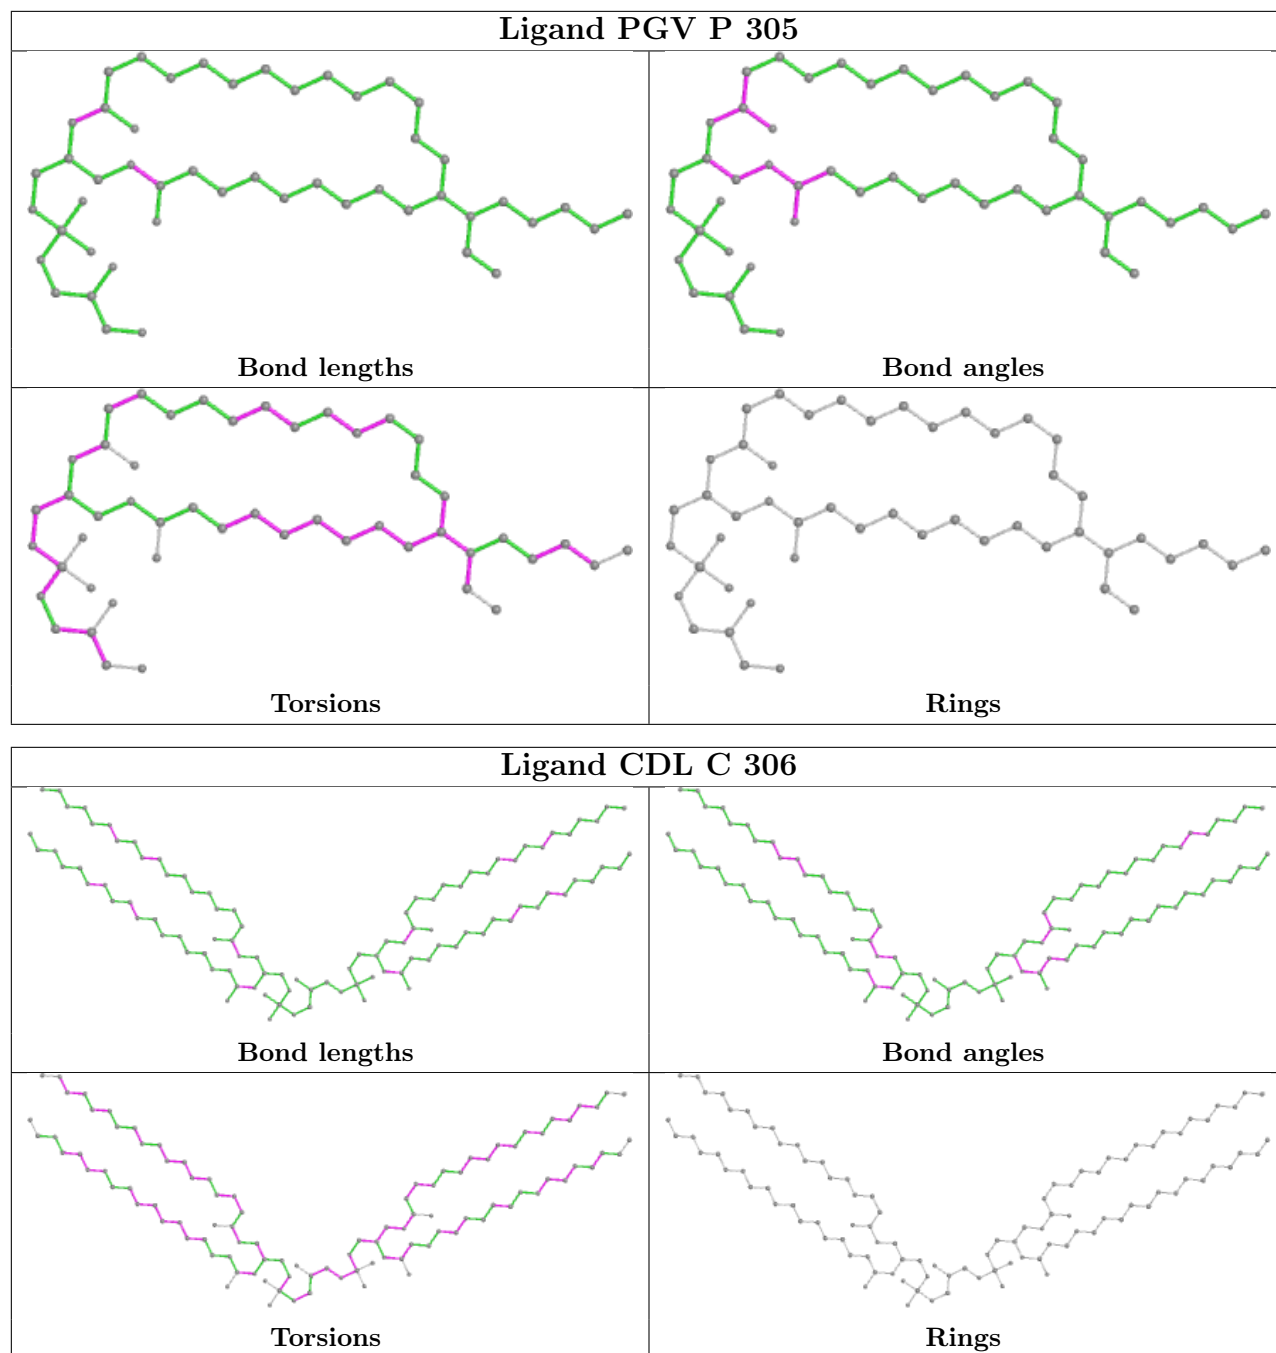 Ligand PGV P 305
Bond lengths
Bond angles
Torsions
Rings
Ligand CDL C 306
Bond lengths
Bond angles
Torsions
Rings